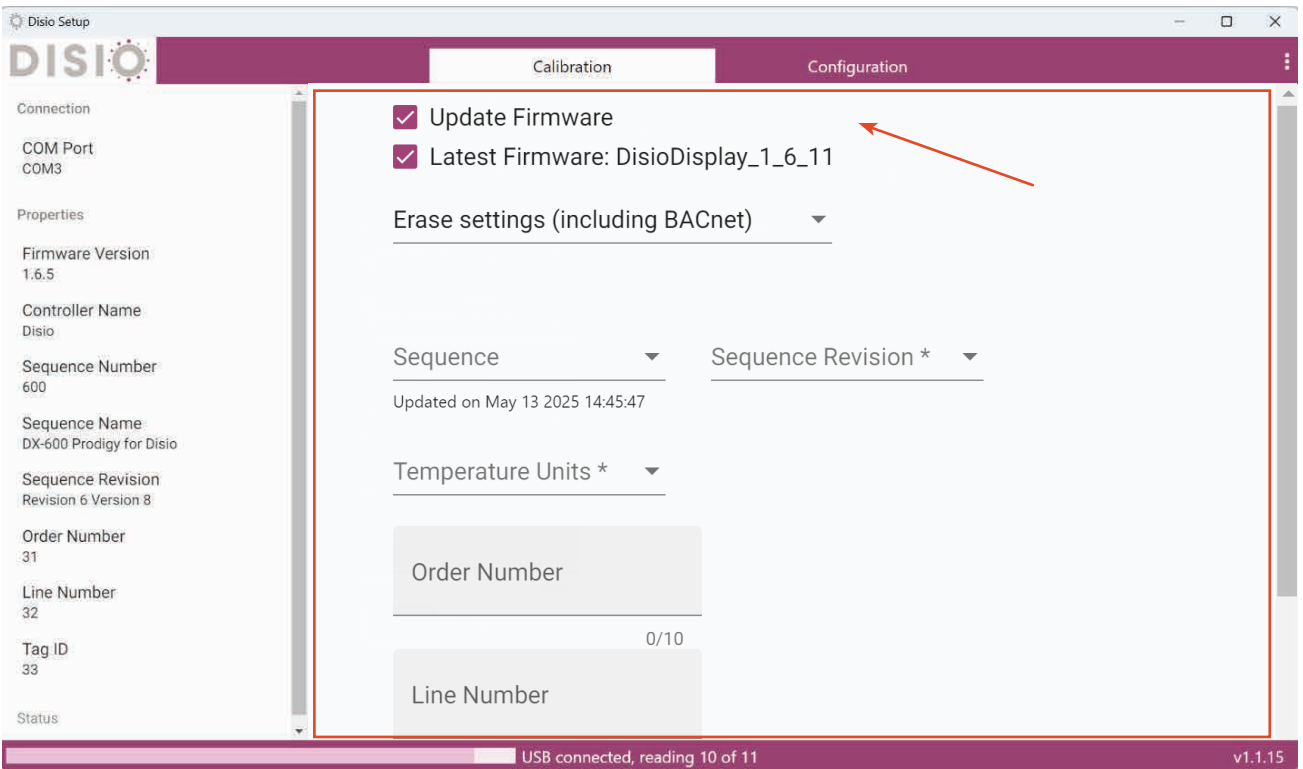 Disio Setup
DISIO
Calibration
Configuration
Connection
COM Port
COM3
Properties
Firmware Version
1.6.5
Controller Name
Disio
Sequence Number
600
Sequence Name
DX-600 Prodigy for Disio
Sequence Revision
Revision 6 Version 8
Order Number
31
Line Number
32
Tag ID
33
Status
Update Firmware
Latest Firmware: DisioDisplay_1_6_11
Erase settings (including BACnet)
Sequence
Sequence Revision *
Updated on May 13 2025 14:45:47
Temperature Units *
Order Number
0/10
Line Number
USB connected, reading 10 of 11
v1.1.15